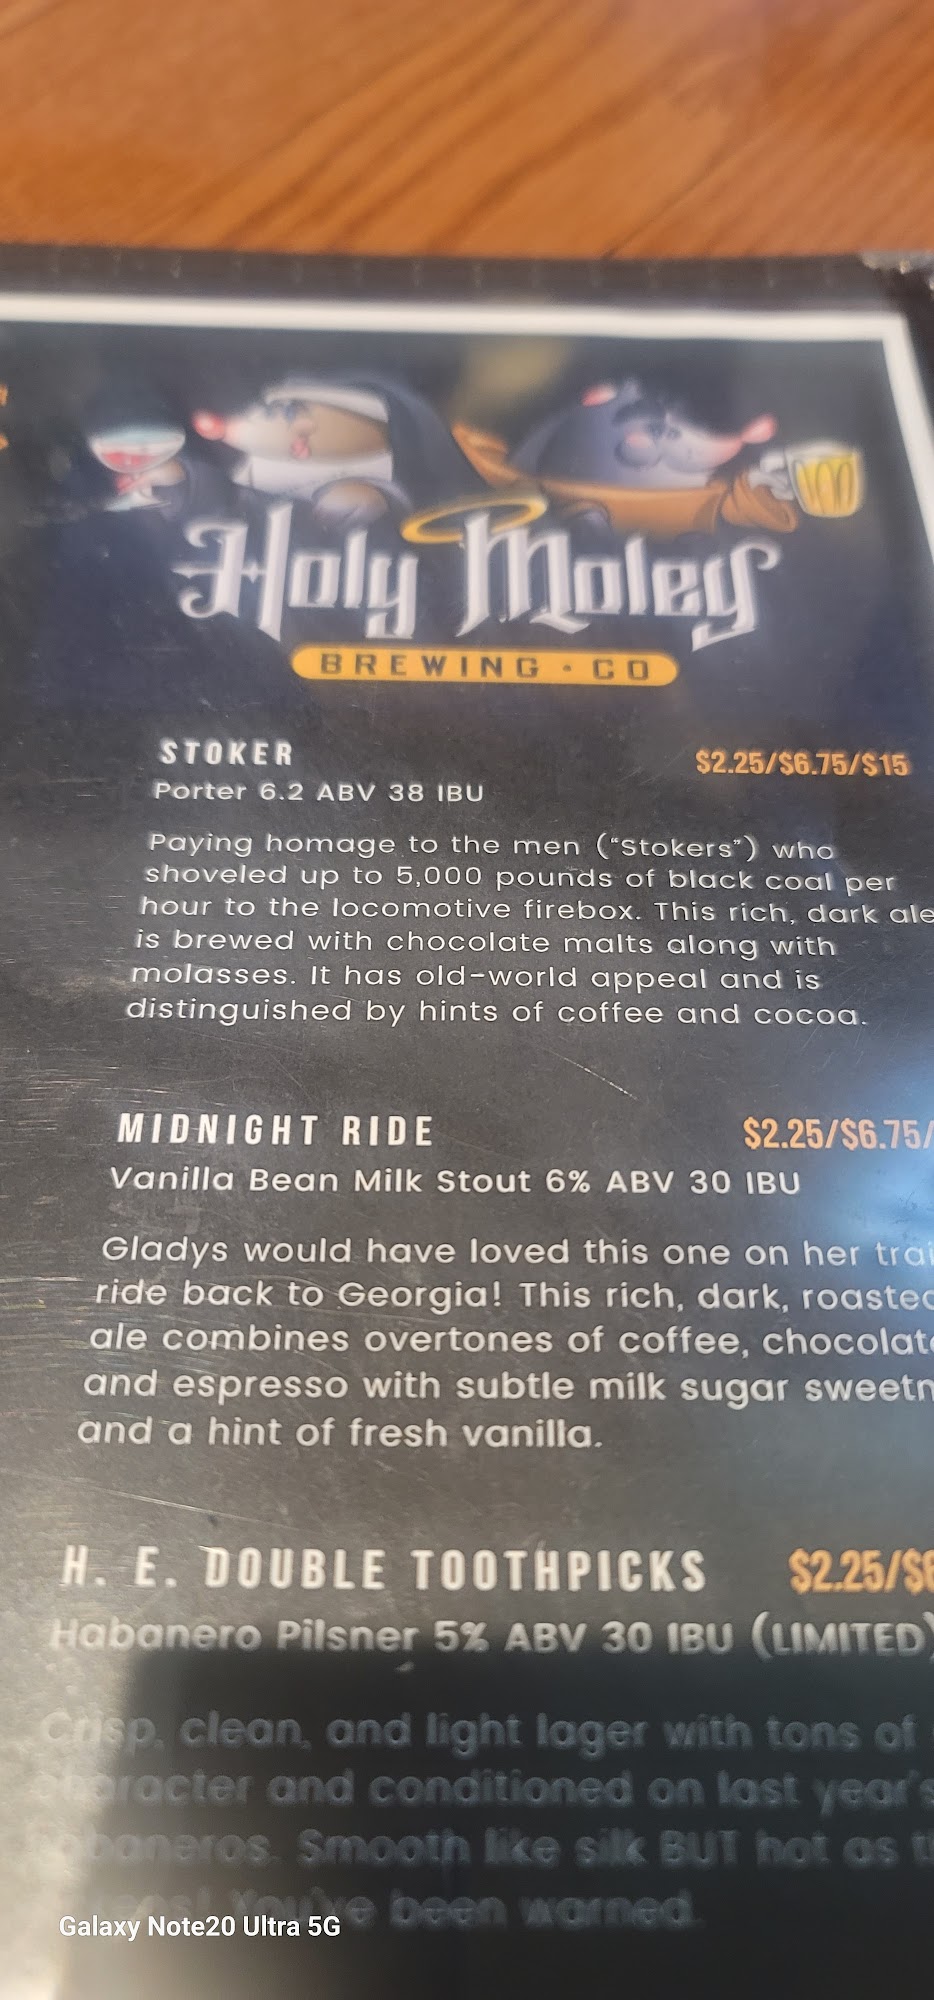 Holy Moley
BREWING · CO
STOKER $2.25/$6.75/$15
Porter 6.2 ABV 38 IBU
Paying homage to the men (“Stokers”) who
shoveled up to 5,000 pounds of black coal per
hour to the locomotive firebox. This rich, dark ale
is brewed with chocolate malts along with
molasses. It has old-world appeal and is
distinguished by hints of coffee and cocoa.
MIDNIGHT RIDE $2.25/$6.75/
Vanilla Bean Milk Stout 6% ABV 30 IBU
Gladys would have loved this one on her trai
ride back to Georgia! This rich, dark, roasted
ale combines overtones of coffee, chocolate
and espresso with subtle milk sugar sweetn
and a hint of fresh vanilla.
H. E. DOUBLE TOOTHPICKS $2.25/$6
Habanero Pilsner 5% ABV 30 IBU (LIMITED)
Crisp, clean, and light lager with tons of
character and conditioned on last year's
habaneros. Smooth like silk BUT hot as
You've been warned.
Galaxy Note20 Ultra 5G